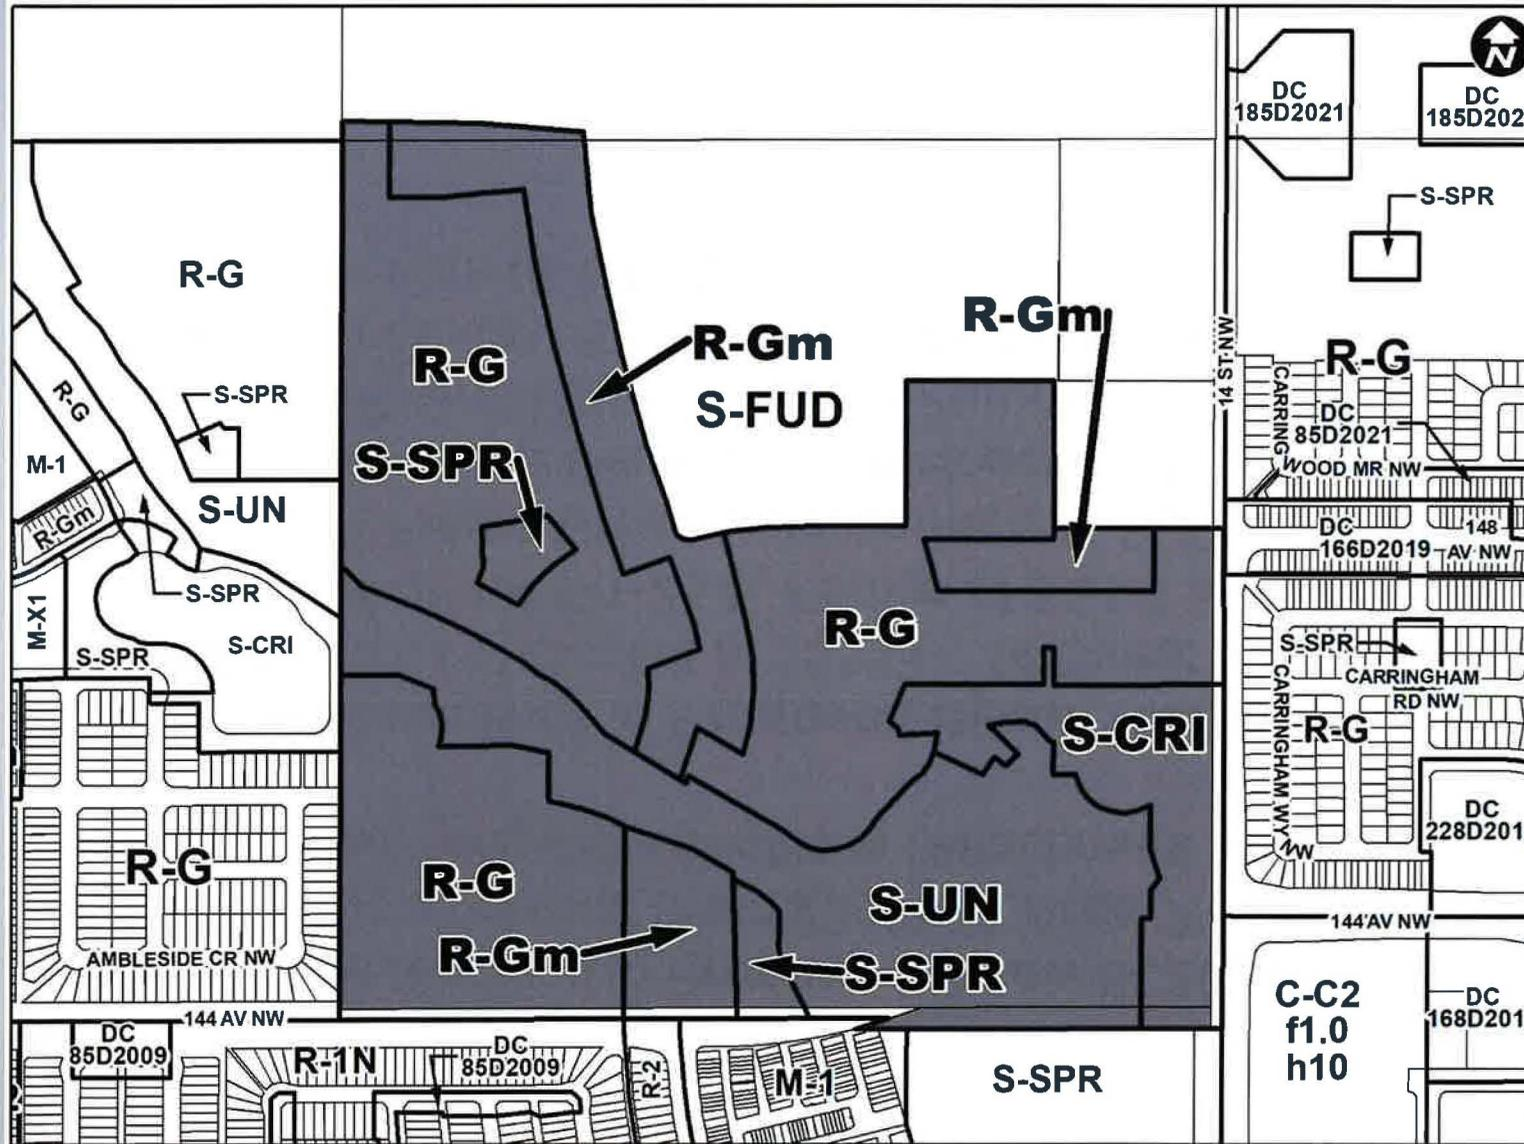 N
DC
185D2021
DC
185D202
S-SPR
R-G
R-Gm
14 ST NW
R-Gm
R-G
R-G
S-FUD
R-G
S-SPR
CARRING
WOOD MR NW
DC
85D2021
S-SPR
M-1
S-UN
R-Gm
DC
166D2019
148
AV NW
S-SPR
M-X1
S-CRI
S-SPR
R-G
S-SPR
CARRINGHAM
RD NW
CARRINGHAM WY NW
R-G
S-CRI
DC
228D201
R-G
R-G
S-UN
144 AV NW
R-Gm
S-SPR
AMBLESIDE CR NW
C-C2
f1.0
h10
DC
168D201
144 AV NW
DC
85D2009
R-1N
DC
85D2009
R-2
M-1
S-SPR